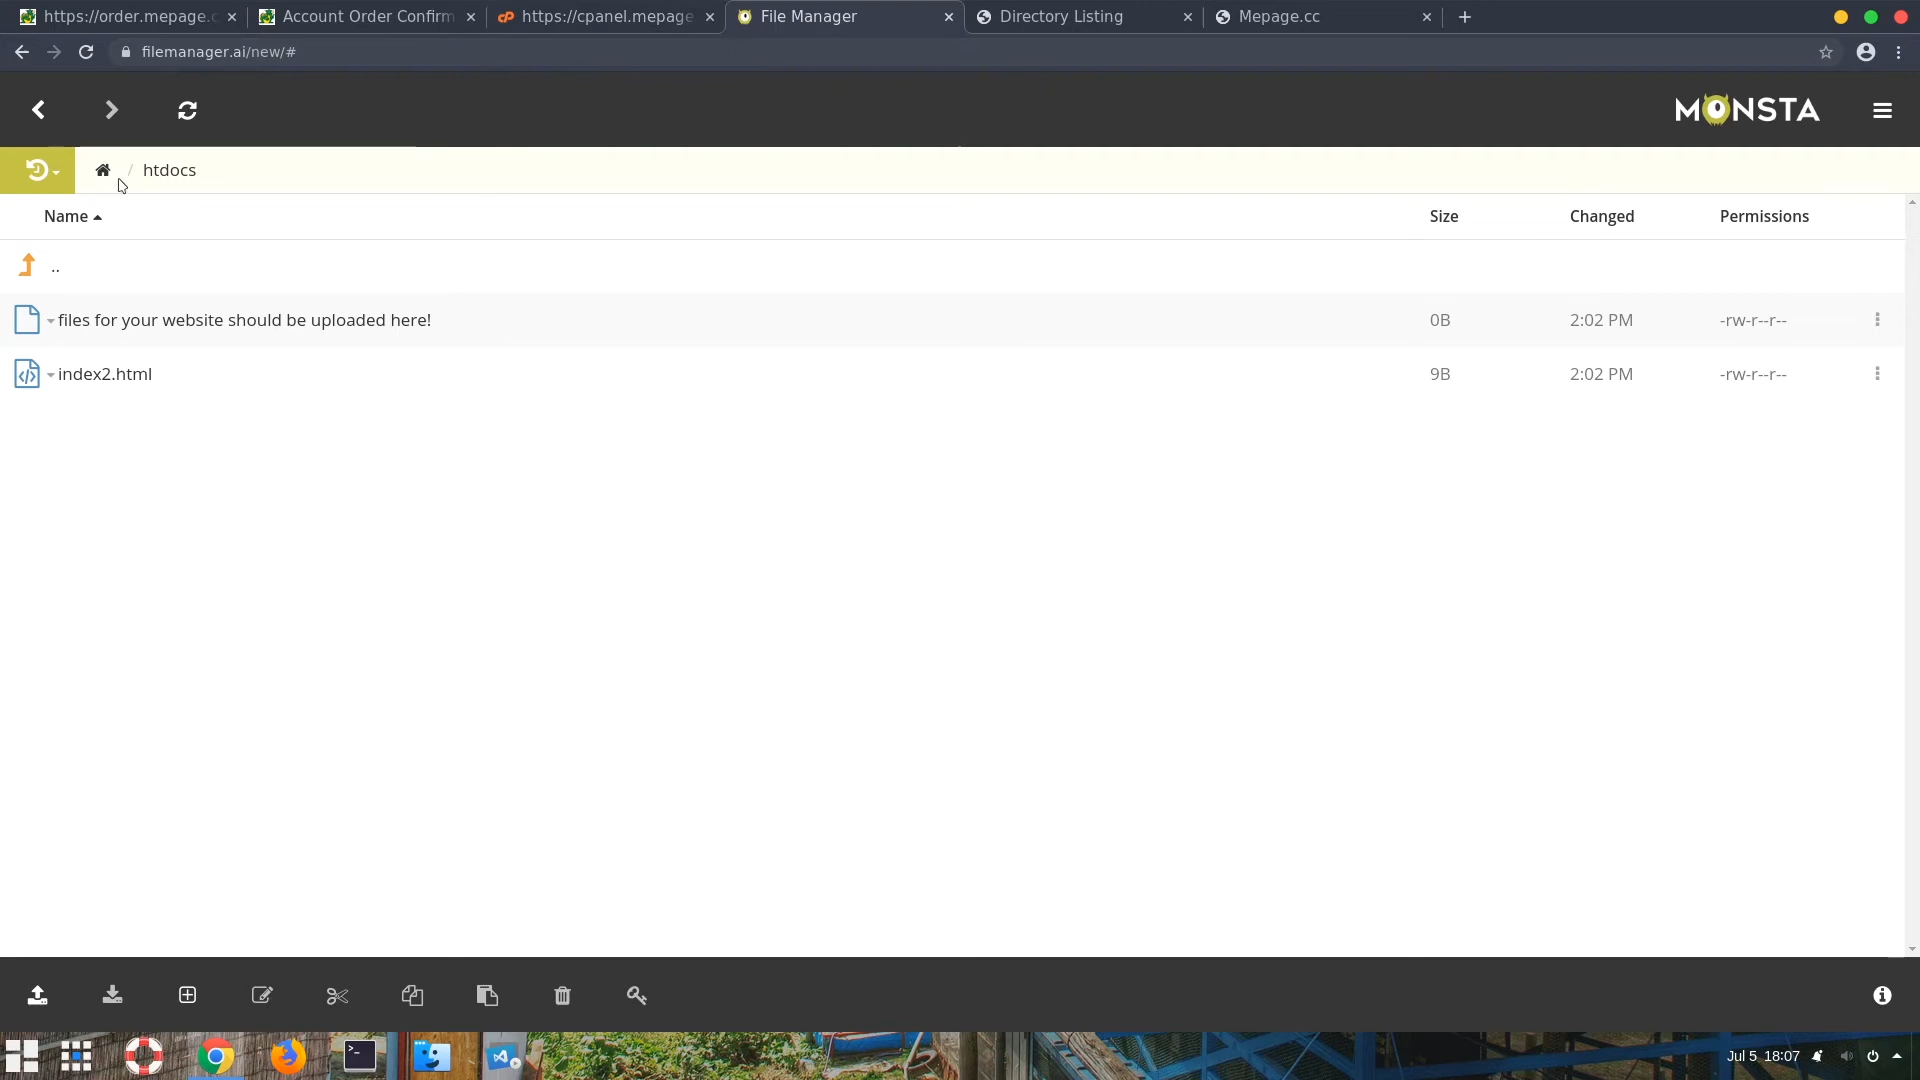 https://order.mepage.c
Account Order Confirm
https://cpanel.mepage
File Manager
Directory Listing
Mepage.cc
filemanager.ai/new/#
MONSTA
/ htdocs
Name Size Changed Permissions
..
files for your website should be uploaded here! 0B 2:02 PM -rw-r--r--
index2.html 9B 2:02 PM -rw-r--r--
Jul 5 18:07